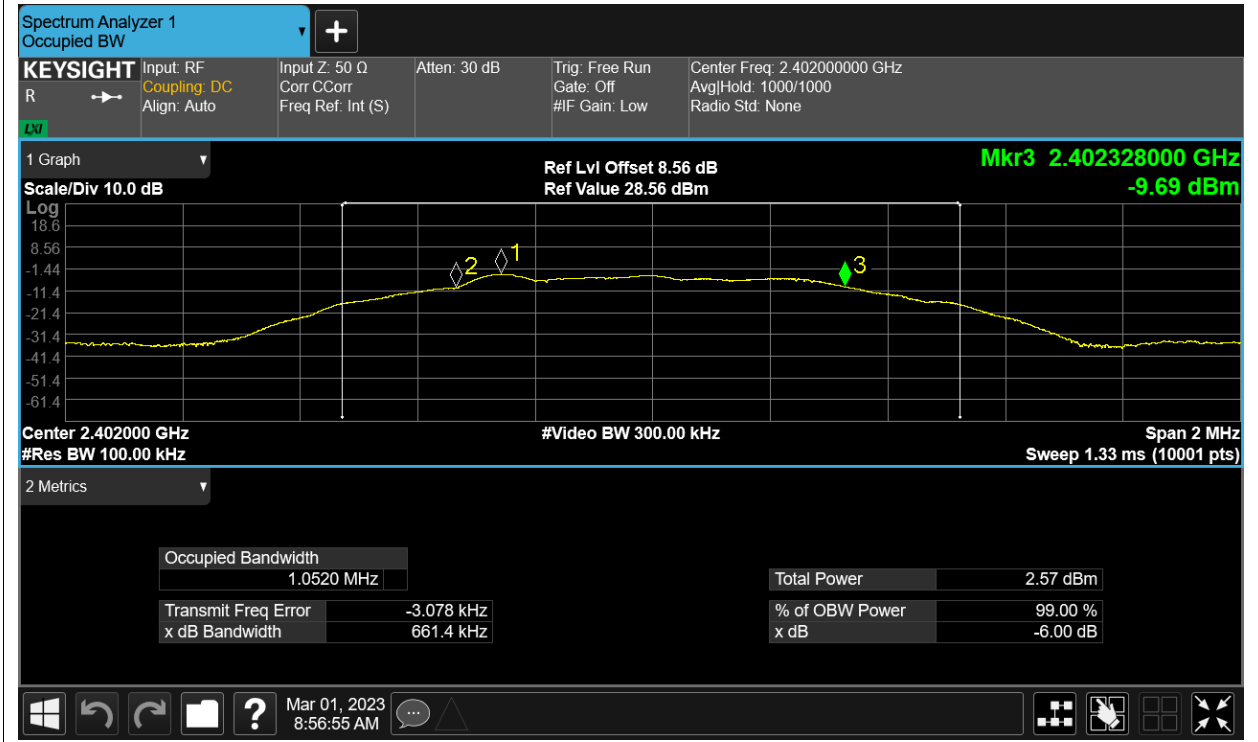 Spectrum Analyzer 1
Occupied BW
KEYSIGHT
R
LXI
Input: RF
Coupling: DC
Align: Auto
Input Z: 50 Ω
Corr CCorr
Freq Ref: Int (S)
Atten: 30 dB
Trig: Free Run
Gate: Off
#IF Gain: Low
Center Freq: 2.402000000 GHz
Avg|Hold: 1000/1000
Radio Std: None
1 Graph
Scale/Div 10.0 dB
Ref Lvl Offset 8.56 dB
Ref Value 28.56 dBm
Mkr3 2.402328000 GHz
-9.69 dBm
Log
18.6
8.56
-1.44
-11.4
-21.4
-31.4
-41.4
-51.4
-61.4
2
1
3
Center 2.402000 GHz
#Res BW 100.00 kHz
#Video BW 300.00 kHz
Span 2 MHz
Sweep 1.33 ms (10001 pts)
2 Metrics
Occupied Bandwidth
1.0520 MHz
Transmit Freq Error -3.078 kHz
x dB Bandwidth 661.4 kHz
Total Power 2.57 dBm
% of OBW Power 99.00 %
x dB -6.00 dB
?
Mar 01, 2023
8:56:55 AM